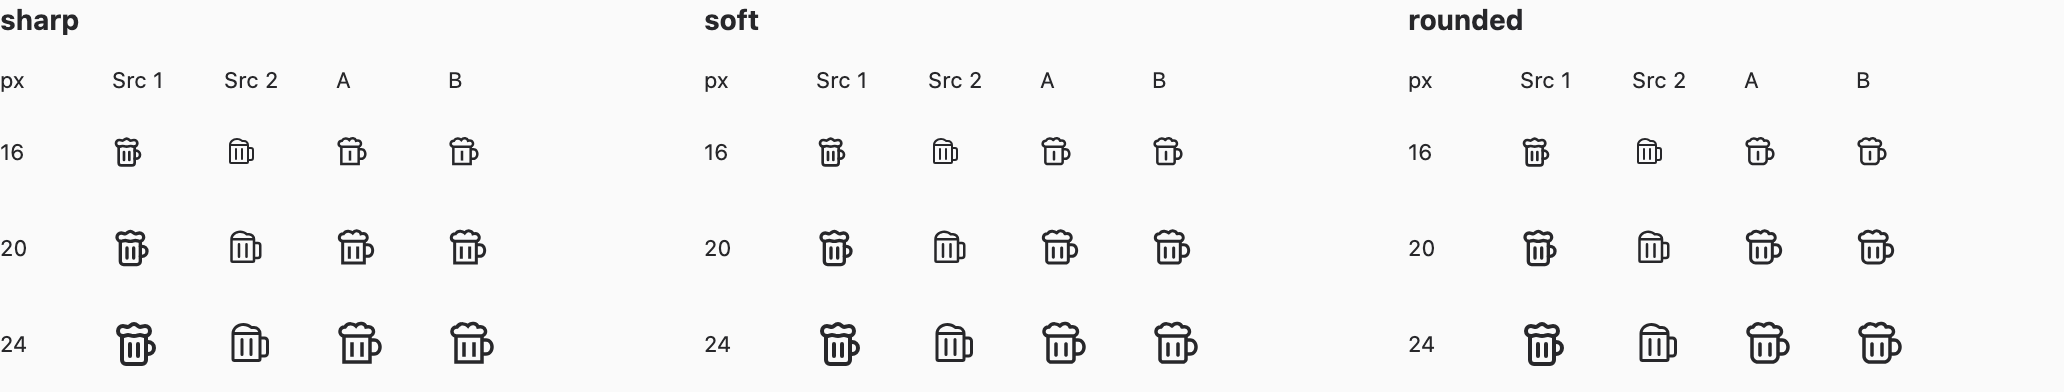 sharp soft rounded
px Src 1 Src 2 A B px Src 1 Src 2 A B px Src 1 Src 2 A B
16 16 16
20 20 20
24 24 24